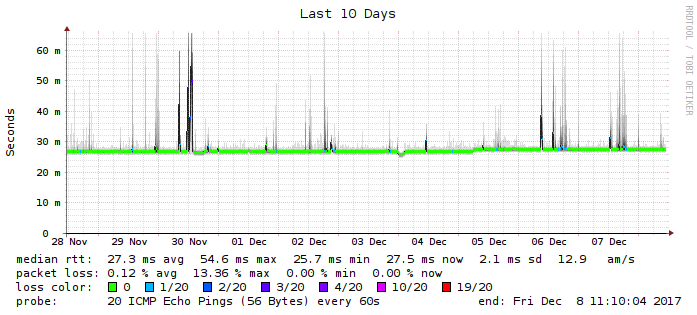 Last 10 Days
RRDTOOL / TOBI OETIKER
Seconds
60 m
50 m
40 m
30 m
20 m
10 m
0
28 Nov 29 Nov 30 Nov 01 Dec 02 Dec 03 Dec 04 Dec 05 Dec 06 Dec 07 Dec
median rtt: 27.3 ms avg 54.6 ms max 25.7 ms min 27.5 ms now 2.1 ms sd 12.9 am/s
packet loss: 0.12 % avg 13.36 % max 0.00 % min 0.00 % now
loss color: 0 1/20 2/20 3/20 4/20 10/20 19/20
probe: 20 ICMP Echo Pings (56 Bytes) every 60s end: Fri Dec 8 11:10:04 2017